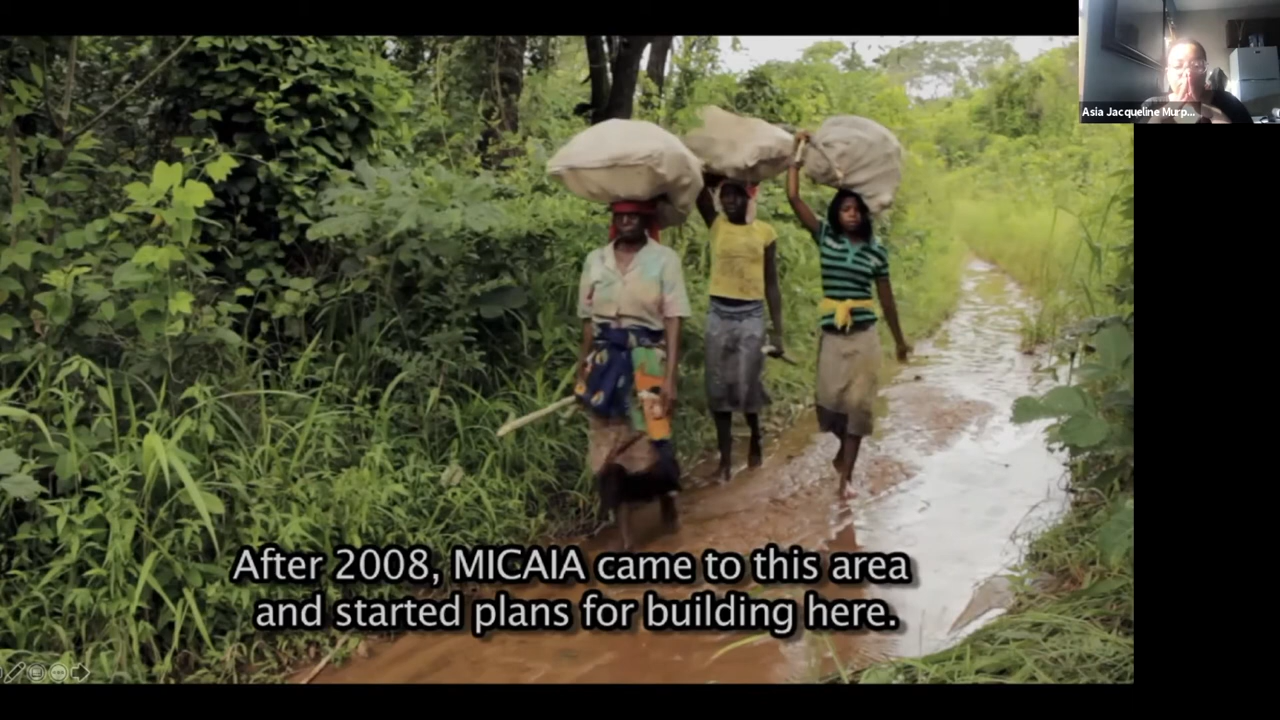 Asia Jacqueline Murp...
After 2008, MICAIA came to this area
and started plans for building here.